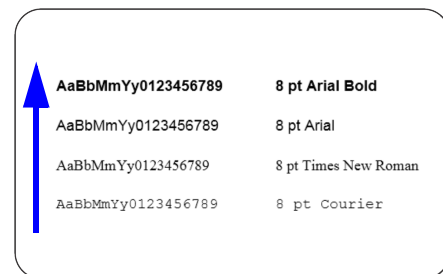 AaBbMmYy0123456789 8 pt Arial Bold
AaBbMmYy0123456789 8 pt Arial
AaBbMmYy0123456789 8 pt Times New Roman
AaBbMmYy0123456789 8 pt Courier